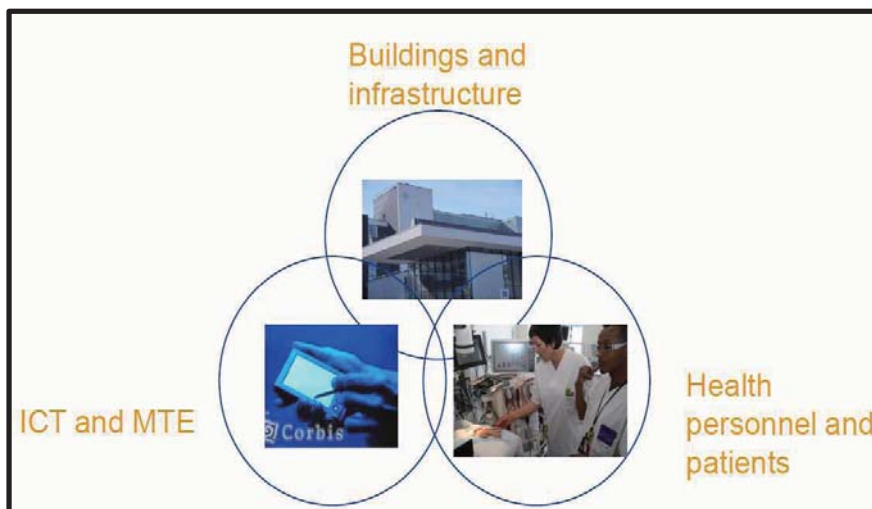 Buildings and
infrastructure
Corbis
ICT and MTE
Health
personnel and
patients